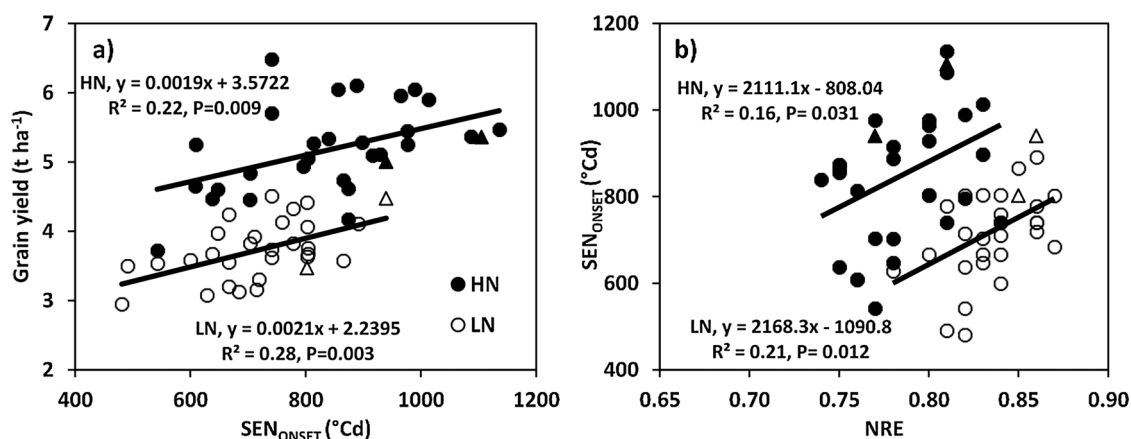 a)
HN, y = 0.0019x + 3.5722
R² = 0.22, P=0.009
LN, y = 0.0021x + 2.2395
R² = 0.28, P=0.003
HN
LN
Grain yield (t ha⁻¹)
7
6
5
4
3
2
400 600 800 1000 1200
SEN_ONSET (°Cd)
b)
HN, y = 2111.1x - 808.04
R² = 0.16, P= 0.031
LN, y = 2168.3x - 1090.8
R² = 0.21, P= 0.012
SEN_ONSET (°Cd)
1200
1000
800
600
400
0.65 0.70 0.75 0.80 0.85 0.90
NRE